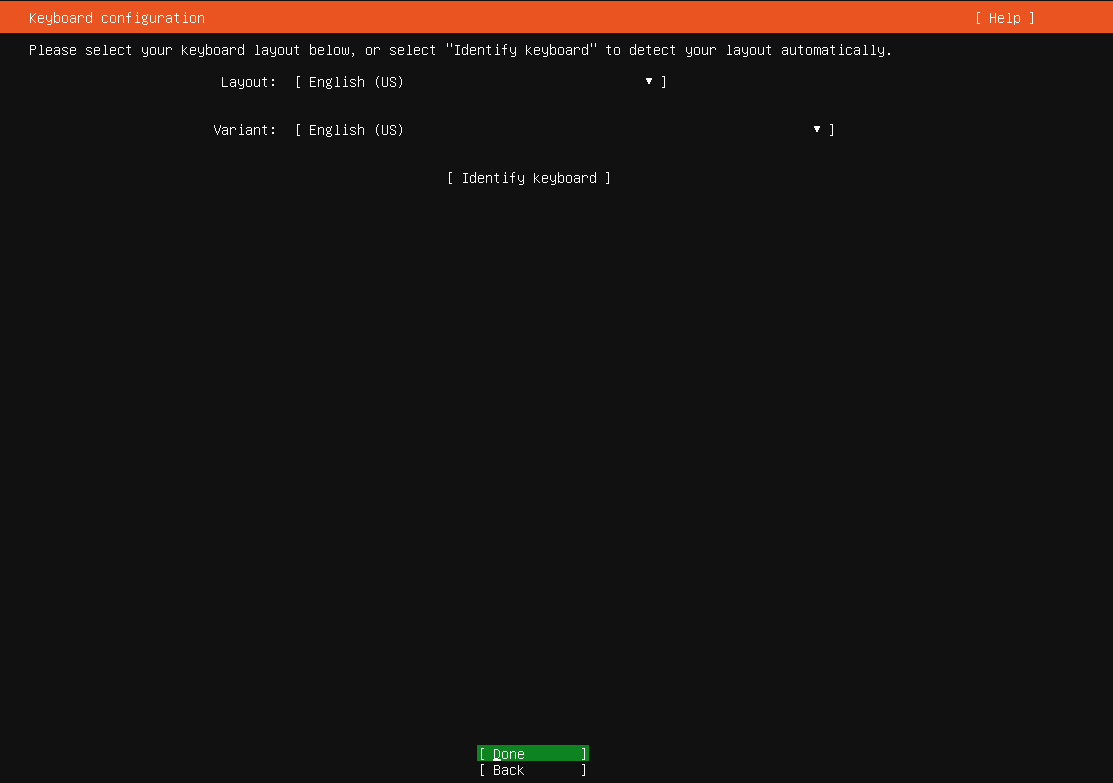 Keyboard configuration [ Help ]
Please select your keyboard layout below, or select "Identify keyboard" to detect your layout automatically.
Layout: [ English (US) ▾ ]
Variant: [ English (US) ▾ ]
[ Identify keyboard ]
[ Done ]
[ Back ]